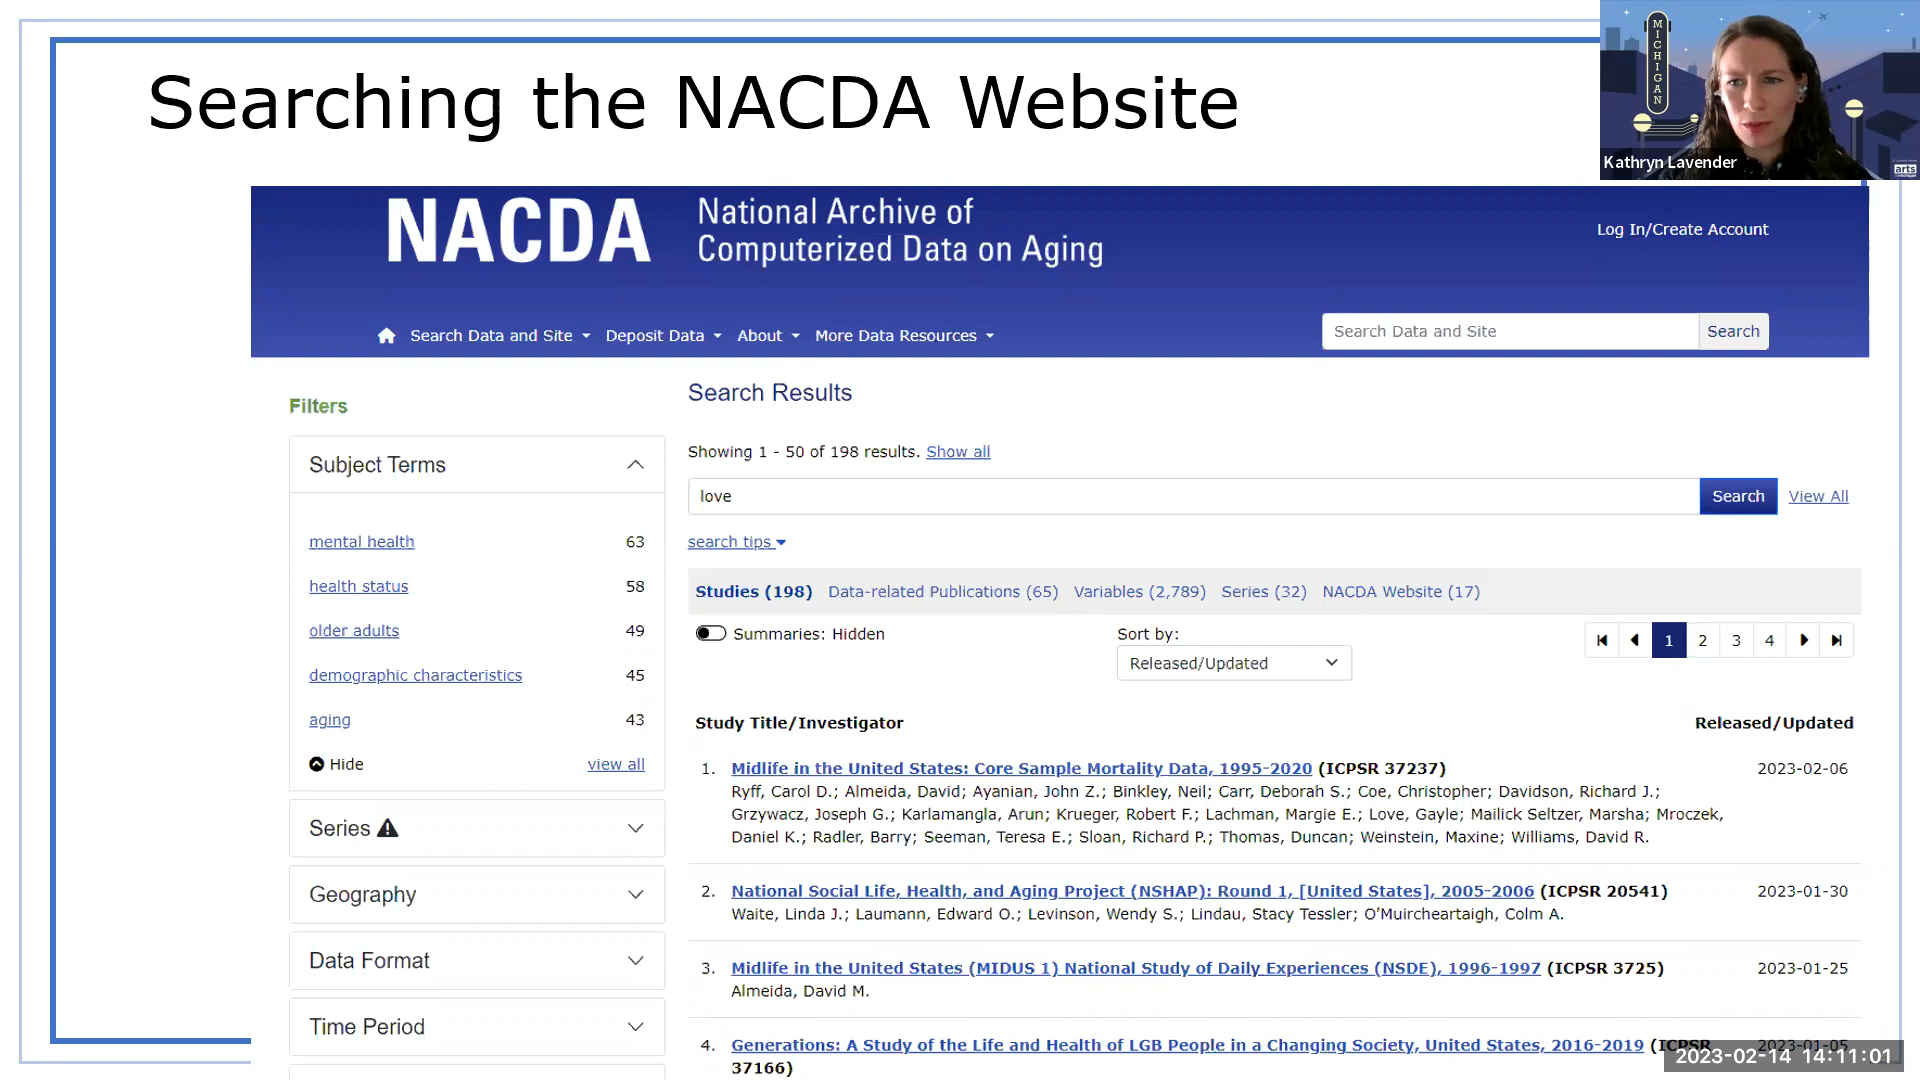 Searching the NACDA Website
MICHIGAN
Kathryn Lavender
arts
NACDA
National Archive of
Computerized Data on Aging
Log In/Create Account
Search Data and Site
Deposit Data
About
More Data Resources
Search Data and Site
Search
Filters
Subject Terms
mental health 63
health status 58
older adults 49
demographic characteristics 45
aging 43
Hide
view all
Series
Geography
Data Format
Time Period
Search Results
Showing 1 - 50 of 198 results. Show all
love
Search
View All
search tips
Studies (198) Data-related Publications (65) Variables (2,789) Series (32) NACDA Website (17)
Summaries: Hidden
Sort by:
Released/Updated
1 2 3 4
Study Title/Investigator
Released/Updated
1. Midlife in the United States: Core Sample Mortality Data, 1995-2020 (ICPSR 37237) 2023-02-06
Ryff, Carol D.; Almeida, David; Ayanian, John Z.; Binkley, Neil; Carr, Deborah S.; Coe, Christopher; Davidson, Richard J.;
Grzywacz, Joseph G.; Karlamangla, Arun; Krueger, Robert F.; Lachman, Margie E.; Love, Gayle; Mailick Seltzer, Marsha; Mroczek,
Daniel K.; Radler, Barry; Seeman, Teresa E.; Sloan, Richard P.; Thomas, Duncan; Weinstein, Maxine; Williams, David R.
2. National Social Life, Health, and Aging Project (NSHAP): Round 1, [United States], 2005-2006 (ICPSR 20541) 2023-01-30
Waite, Linda J.; Laumann, Edward O.; Levinson, Wendy S.; Lindau, Stacy Tessler; O'Muircheartaigh, Colm A.
3. Midlife in the United States (MIDUS 1) National Study of Daily Experiences (NSDE), 1996-1997 (ICPSR 3725) 2023-01-25
Almeida, David M.
4. Generations: A Study of the Life and Health of LGB People in a Changing Society, United States, 2016-2019 (ICPSR 2023-01-05
37166)
2023-02-14 14:11:01